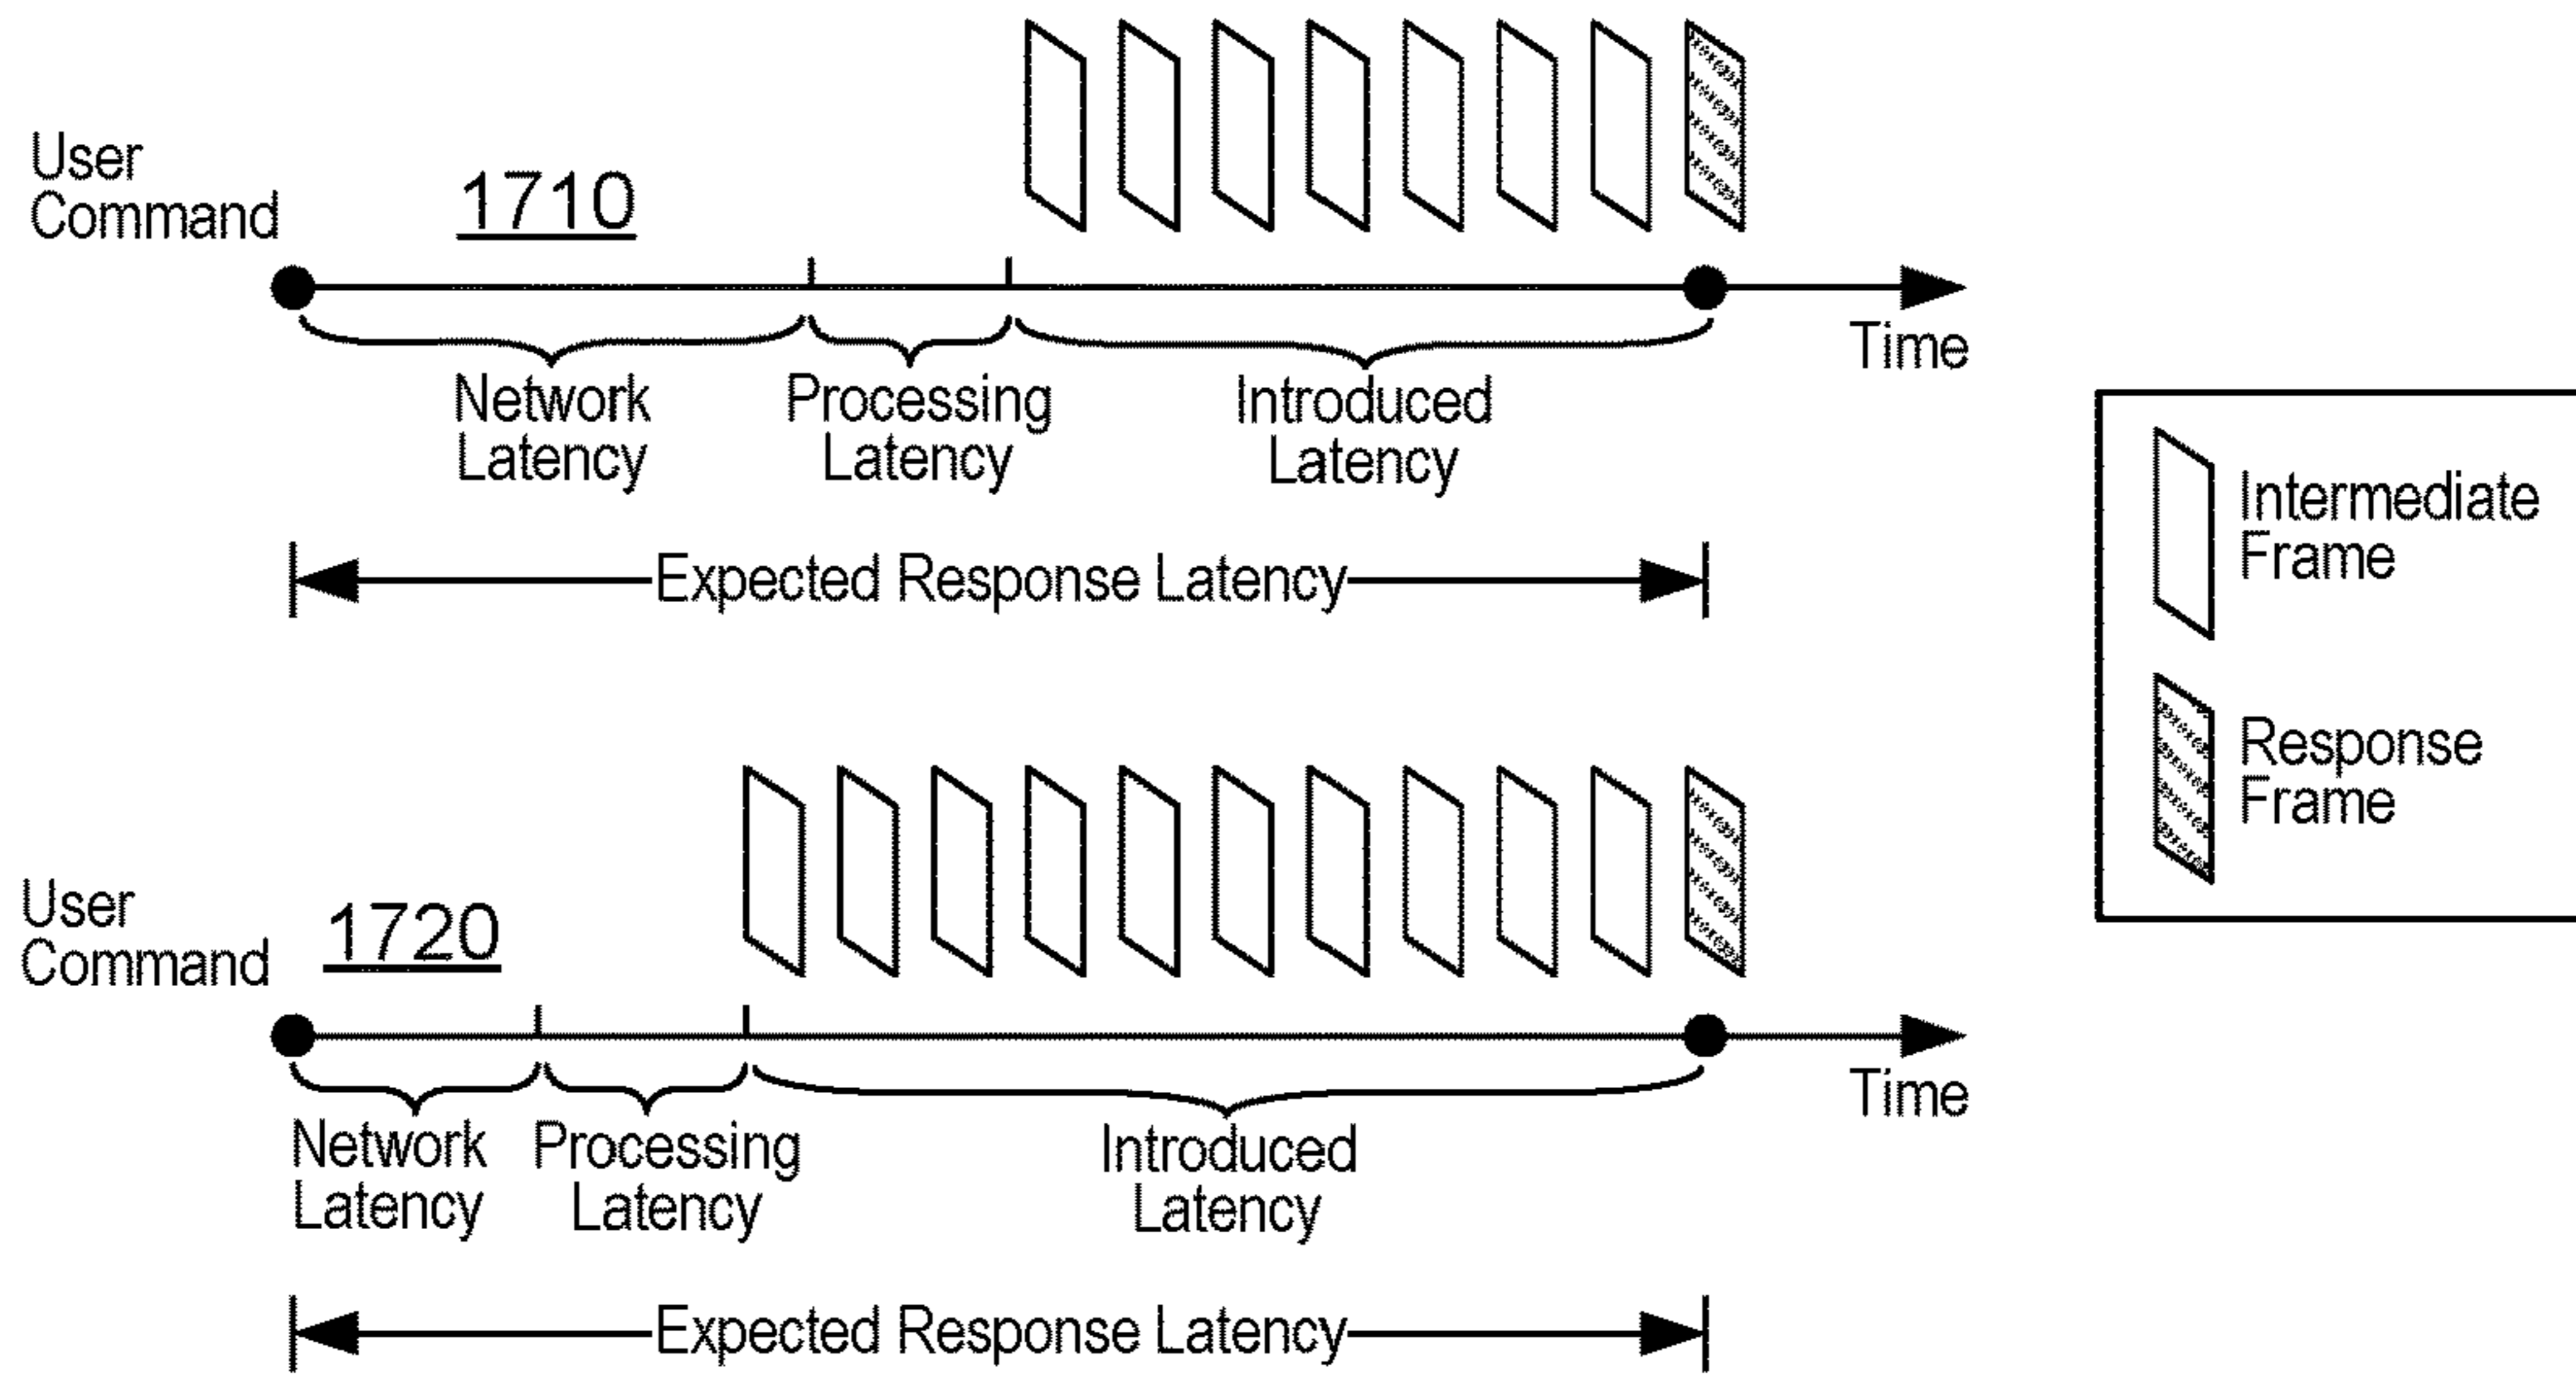 User
Command
1710
Time
Network
Latency
Processing
Latency
Introduced
Latency
Expected Response Latency
Intermediate
Frame
Response
Frame
User
Command
1720
Time
Network
Latency
Processing
Latency
Introduced
Latency
Expected Response Latency